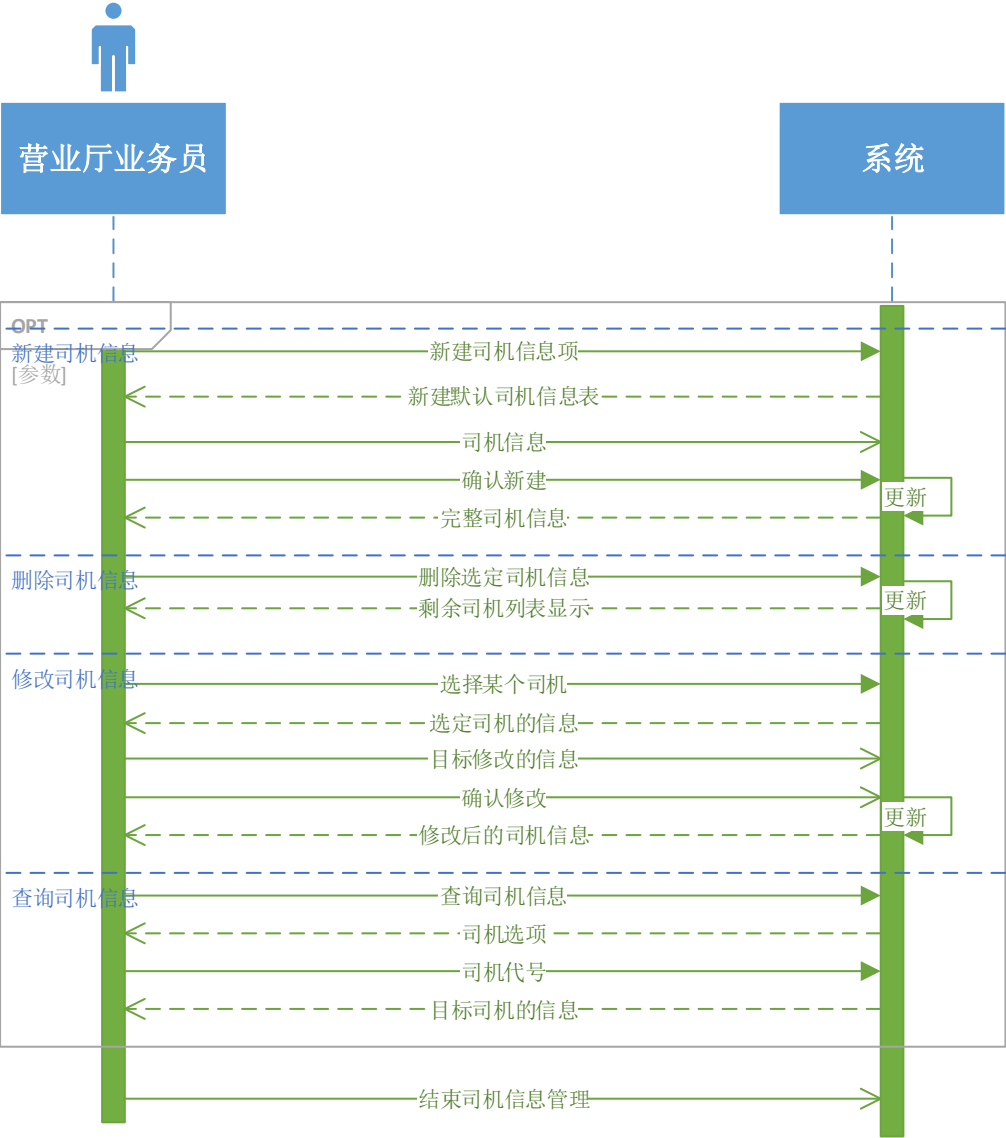 营业厅业务员
系统
OPT
新建司机信息
[参数]
新建司机信息项
新建默认司机信息表
司机信息
确认新建
更新
完整司机信息
删除司机信息
删除选定司机信息
更新
剩余司机列表显示
修改司机信息
选择某个司机
选定司机的信息
目标修改的信息
确认修改
更新
修改后的司机信息
查询司机信息
查询司机信息
司机选项
司机代号
目标司机的信息
结束司机信息管理